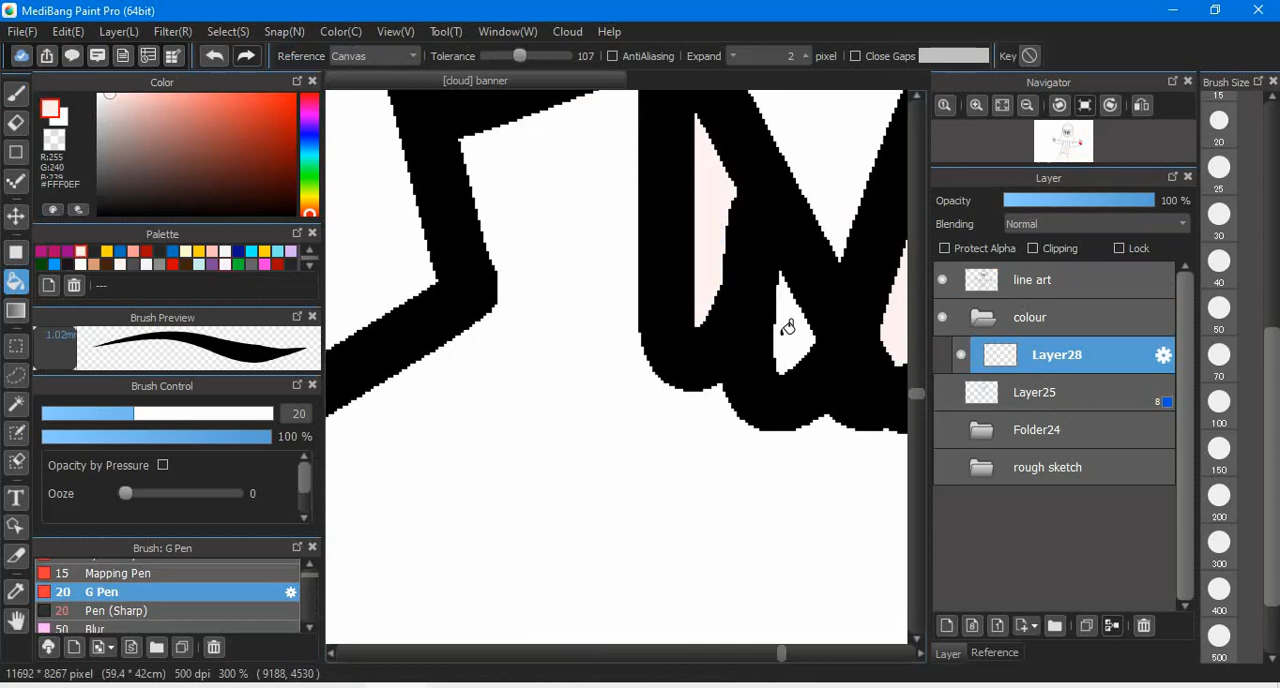 MediBang Paint Pro (64bit)
File(F) Edit(E) Layer(L) Filter(R) Select(S) Snap(N) Color(C) View(V) Tool(T) Window(W) Cloud Help
Reference Canvas Tolerance 107 AntiAliasing Expand 2 pixel Close Gaps Key
Color
[cloud] banner
Navigator
Brush Size
R:255
G:240
B:239
#FFF0EF
Palette
---
Brush Preview
Brush Control
20
100 %
Opacity by Pressure
Ooze 0
Brush: G Pen
15 Mapping Pen
20 G Pen
20 Pen (Sharp)
50 Blur
Layer
Opacity 100 %
Blending Normal
Protect Alpha Clipping Lock
line art
colour
Layer28
Layer25
8
Folder24
rough sketch
Layer Reference
15
20
25
30
40
50
70
100
150
200
300
400
500
11692 * 8267 pixel (59.4 * 42cm) 500 dpi 300 % ( 9188, 4530 )